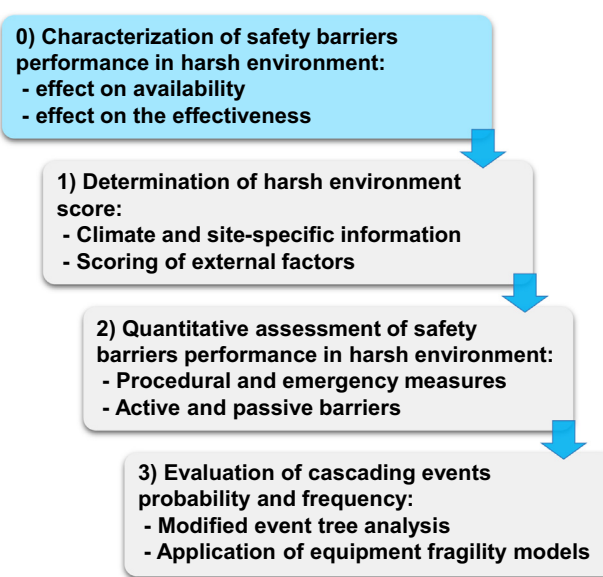 0) Characterization of safety barriers
performance in harsh environment:
- effect on availability
- effect on the effectiveness
1) Determination of harsh environment
score:
- Climate and site-specific information
- Scoring of external factors
2) Quantitative assessment of safety
barriers performance in harsh environment:
- Procedural and emergency measures
- Active and passive barriers
3) Evaluation of cascading events
probability and frequency:
- Modified event tree analysis
- Application of equipment fragility models